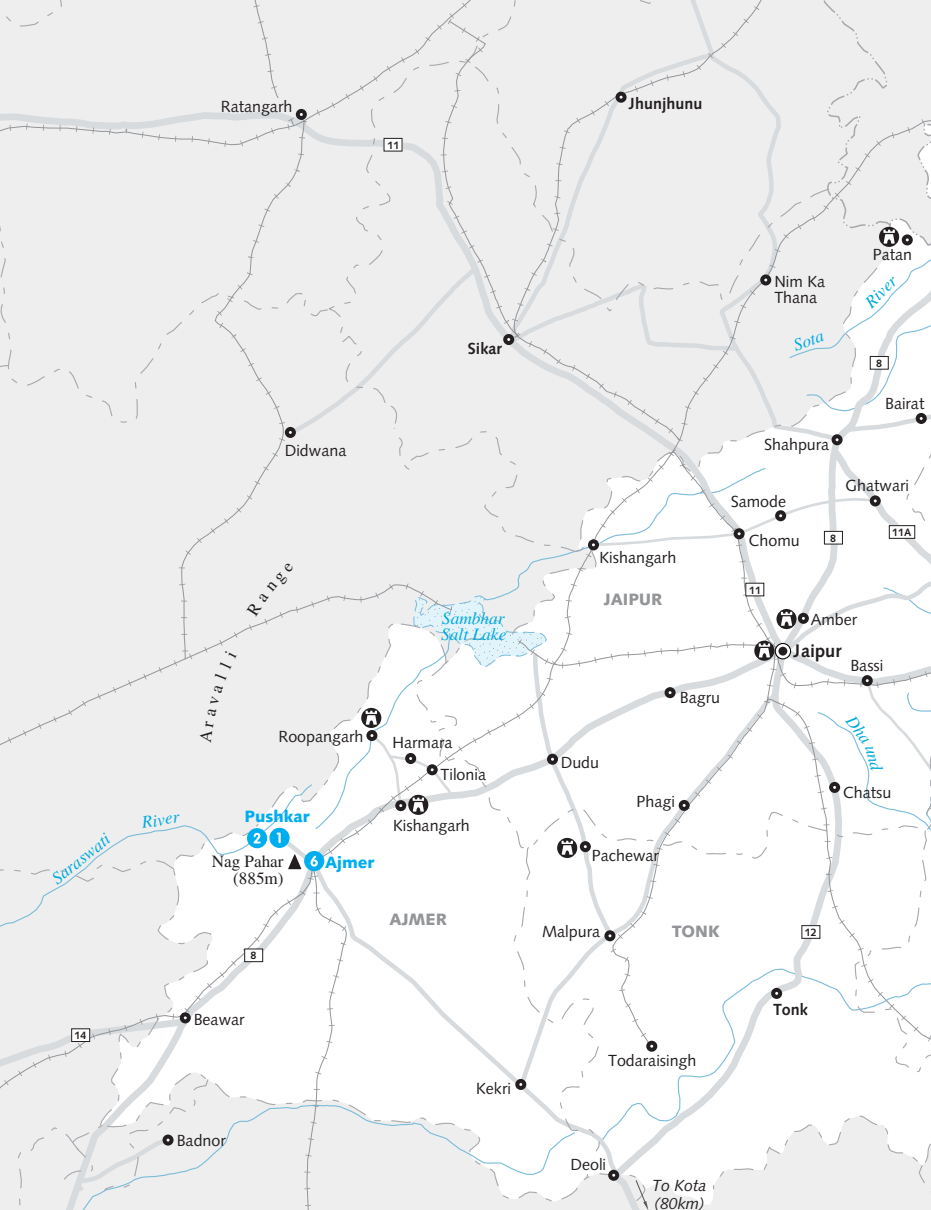 Ratangarh
Jhunjhunu
11
Patan
Nim Ka
Thana
River
Sota
Sikar
8
Bairat
Didwana
Shahpura
Ghatwari
Samode
11A
8
Chomu
Kishangarh
Range
11
JAIPUR
Sambhar
Salt Lake
Amber
Jaipur
Bassi
Aravalli
Bagru
Roopangarh
Harmara
Dha und
Dudu
Tilonia
Chatsu
Phagi
Kishangarh
Pushkar
River
2 1
Saraswati
Nag Pahar
(885m)
6 Ajmer
Pachewar
AJMER
Malpura
TONK
12
8
Tonk
Beawar
14
Todaraisingh
Kekri
Badnor
Deoli
To Kota
(80km)